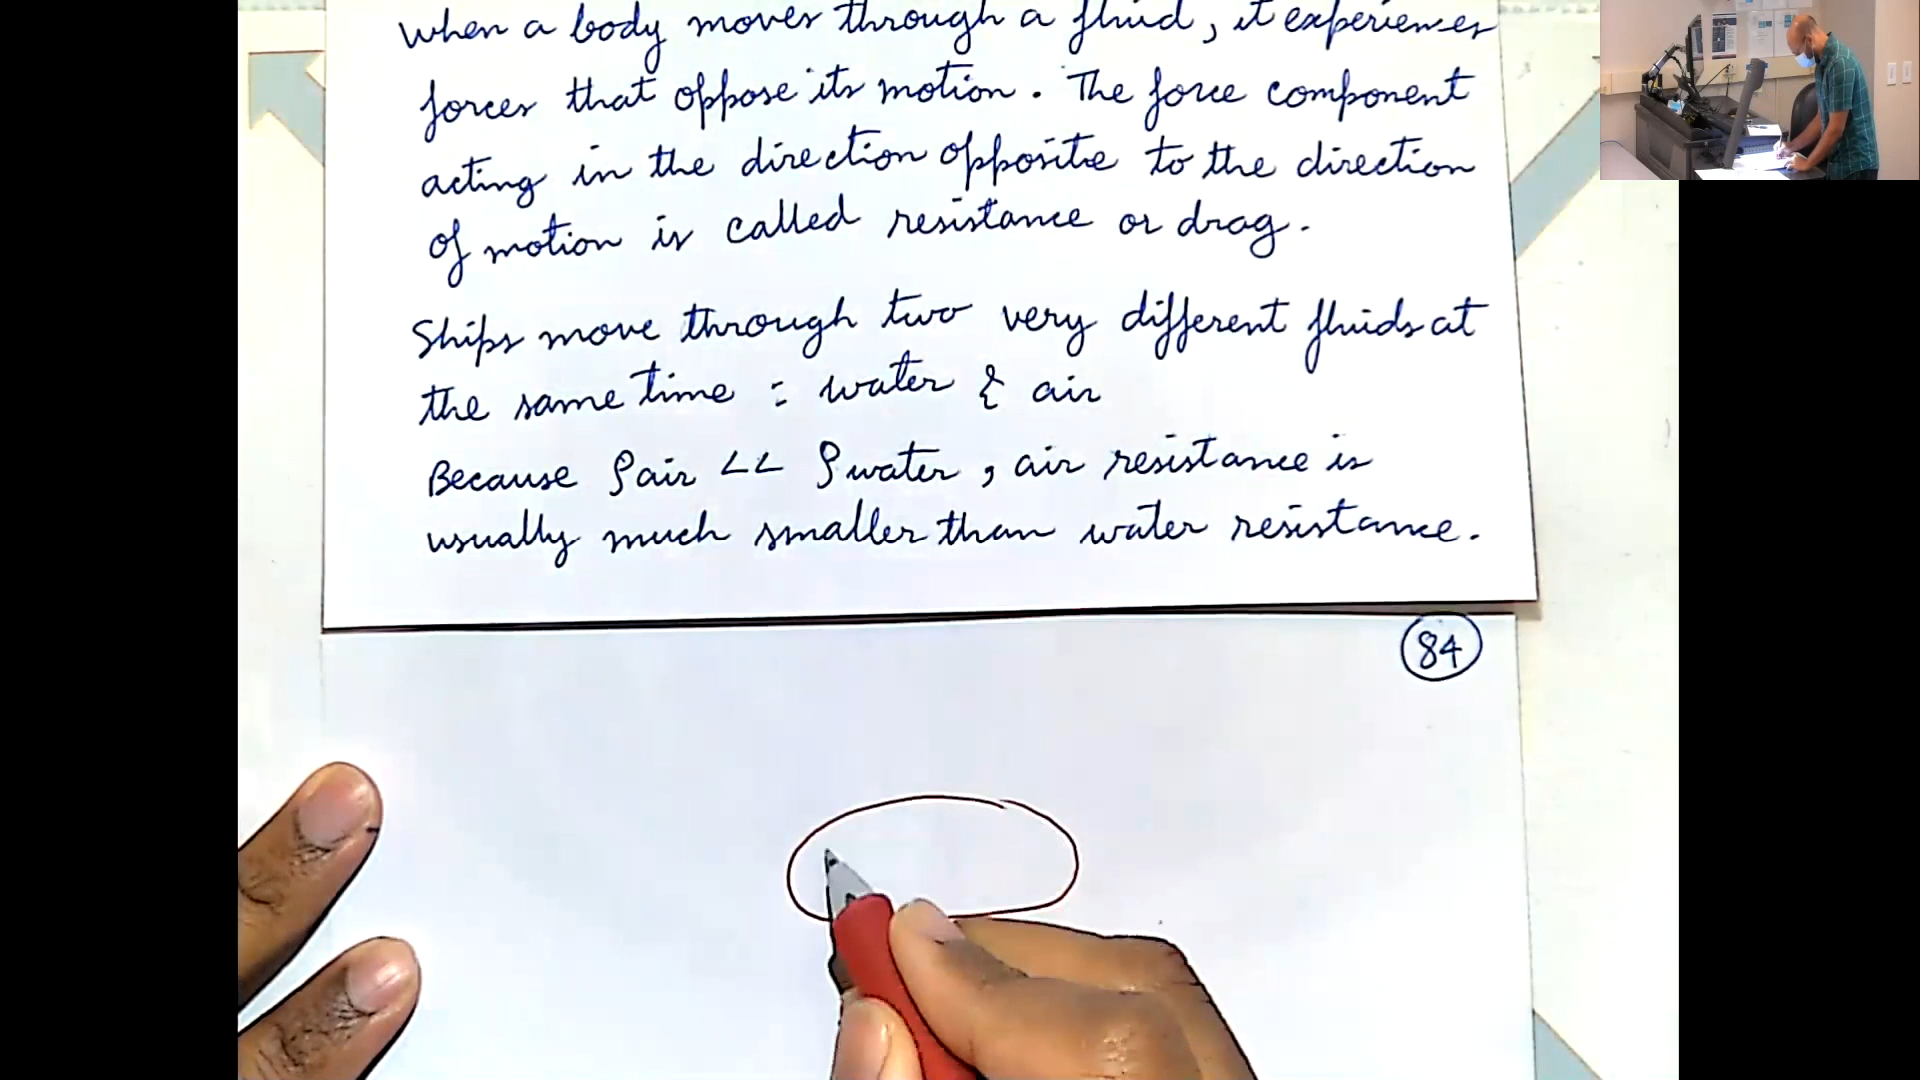 When a body moves through a fluid, it experiences
forces that oppose its motion. The force component
acting in the direction opposite to the direction
of motion is called resistance or drag.
Ships move through two very different fluids at
the same time : water & air
Because ρair << ρwater, air resistance is
usually much smaller than water resistance.
84